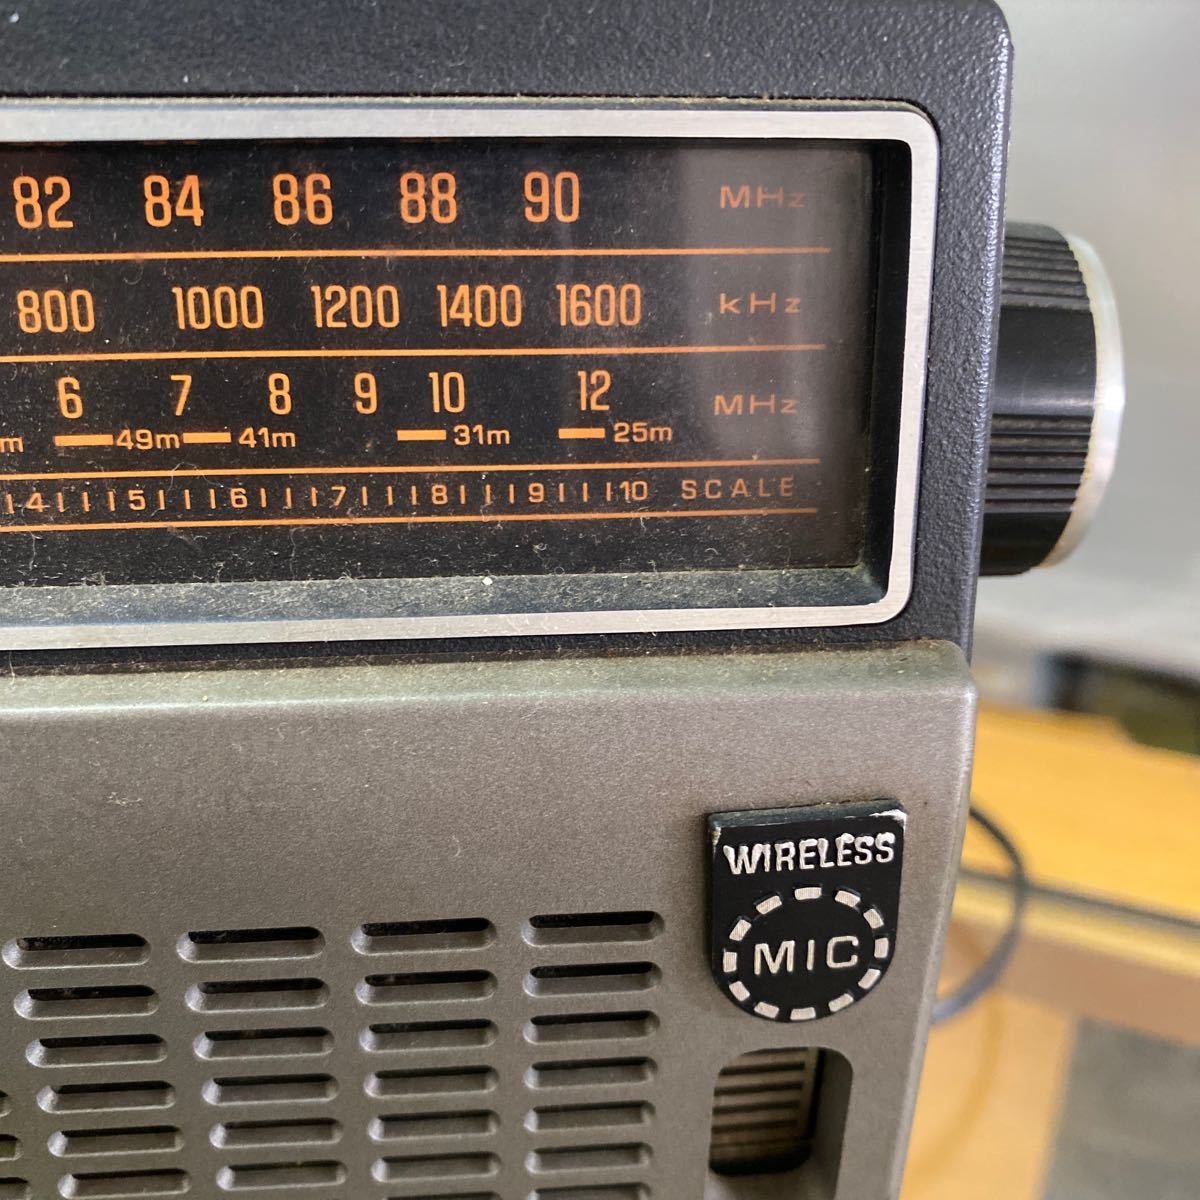 82 84 86 88 90 MHz
800 1000 1200 1400 1600 kHz
6 7 8 9 10 12 MHz
m 49m 41m 31m 25m
4 5 6 7 8 9 10 SCALE
WIRELESS
MIC